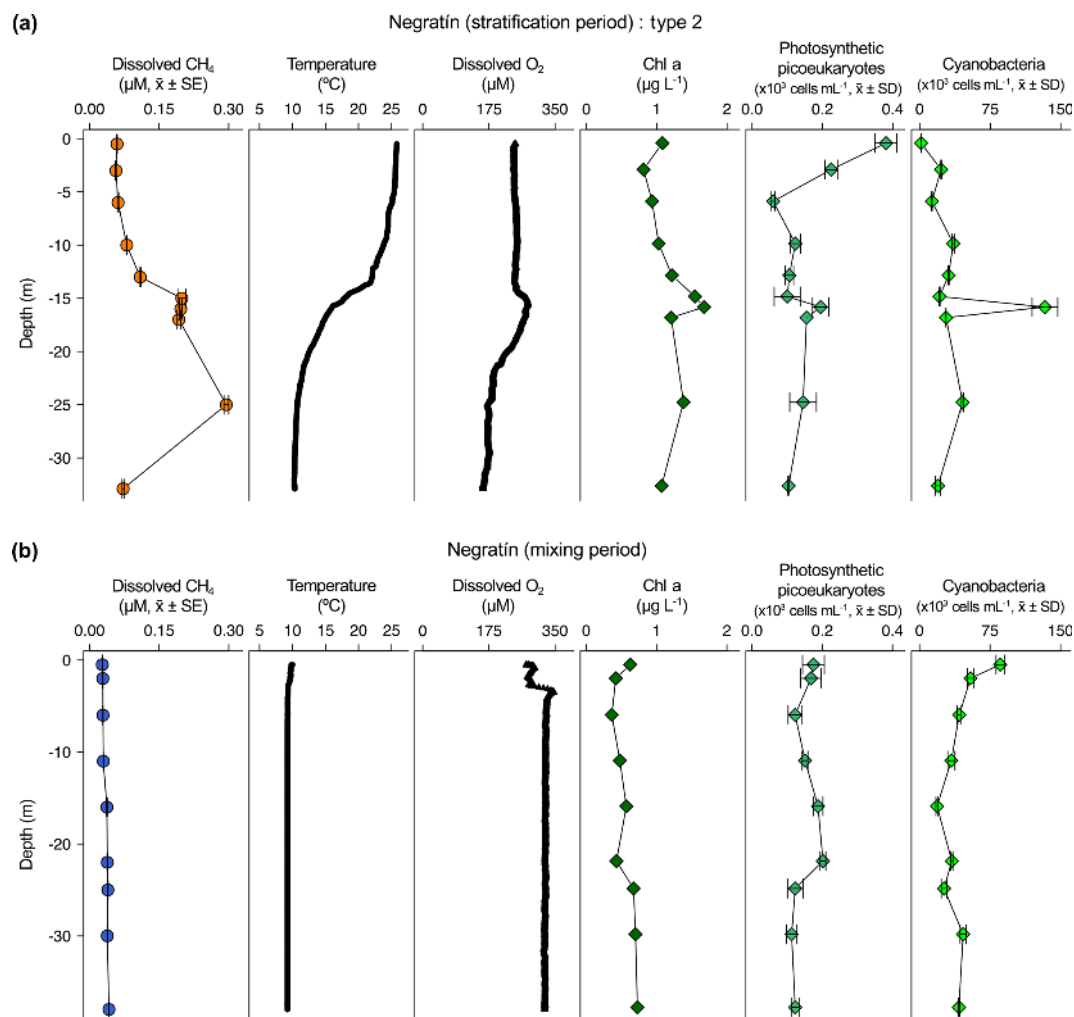 (a)
Negratín (stratification period) : type 2
Dissolved CH₄
(µM, x̄ ± SE)
0.00 0.15 0.30
Temperature
(ºC)
5 10 15 20 25
Dissolved O₂
(µM)
0 175 350
Chl a
(µg L⁻¹)
0 1 2
Photosynthetic
picoeukaryotes
(x10³ cells mL⁻¹, x̄ ± SD)
0.0 0.2 0.4
Cyanobacteria
(x10³ cells mL⁻¹, x̄ ± SD)
0 75 150
Depth (m)
0
-5
-10
-15
-20
-25
-30
(b)
Negratín (mixing period)
Dissolved CH₄
(µM, x̄ ± SE)
0.00 0.15 0.30
Temperature
(ºC)
5 10 15 20 25
Dissolved O₂
(µM)
0 175 350
Chl a
(µg L⁻¹)
0 1 2
Photosynthetic
picoeukaryotes
(x10³ cells mL⁻¹, x̄ ± SD)
0.0 0.2 0.4
Cyanobacteria
(x10³ cells mL⁻¹, x̄ ± SD)
0 75 150
Depth (m)
0
-10
-20
-30